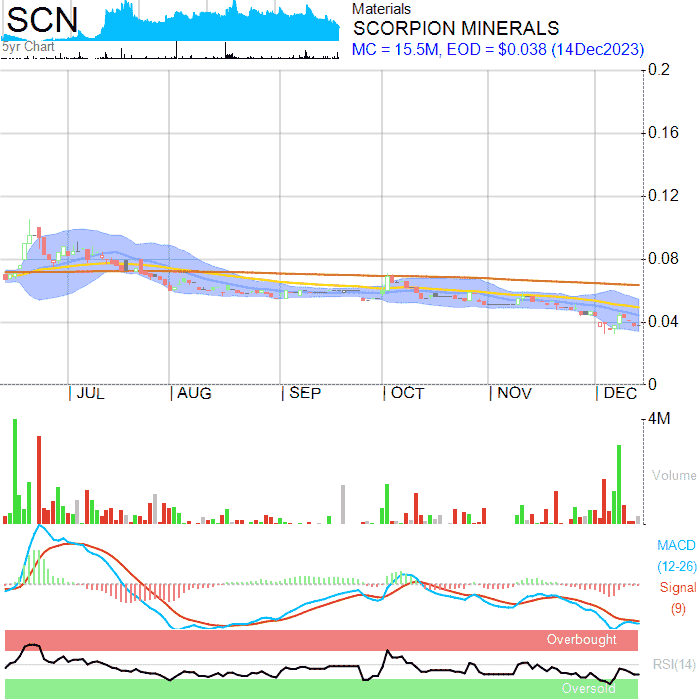 SCN
5yr Chart
Materials
SCORPION MINERALS
MC = 15.5M, EOD = $0.038 (14Dec2023)
0.2
0.16
0.12
0.08
0.04
0
JUL AUG SEP OCT NOV DEC
4M
Volume
MACD
(12-26)
Signal
(9)
Overbought
RSI(14)
Oversold